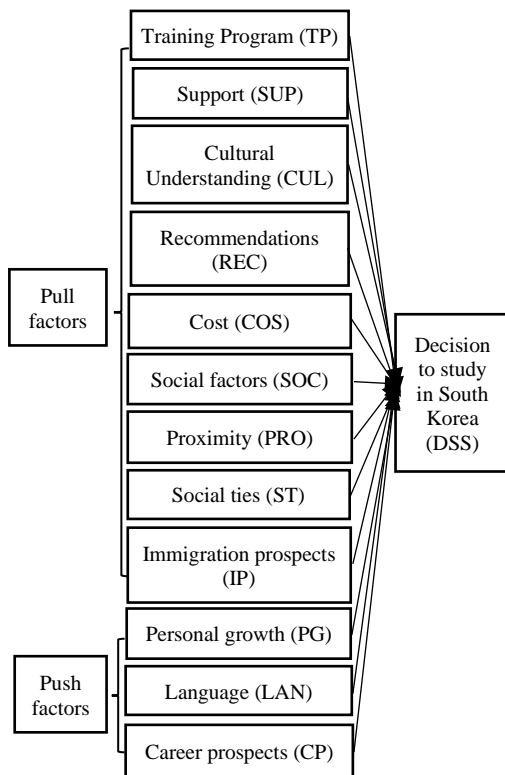 Training Program (TP)
Support (SUP)
Cultural
Understanding (CUL)
Recommendations
(REC)
Pull
factors
Cost (COS)
Social factors (SOC)
Proximity (PRO)
Social ties (ST)
Immigration prospects
(IP)
Decision
to study
in South
Korea
(DSS)
Push
factors
Personal growth (PG)
Language (LAN)
Career prospects (CP)